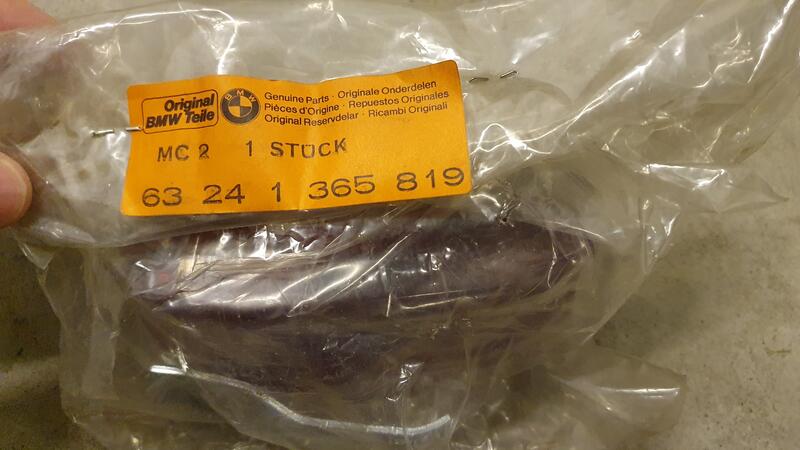 Original
BMW Teile
BMW
Genuine Parts · Originale Onderdelen
Pièces d'Origine · Repuestos Originales
Original Reservdelar · Ricambi Originali
MC 2 1 STÜCK
63 24 1 365 819